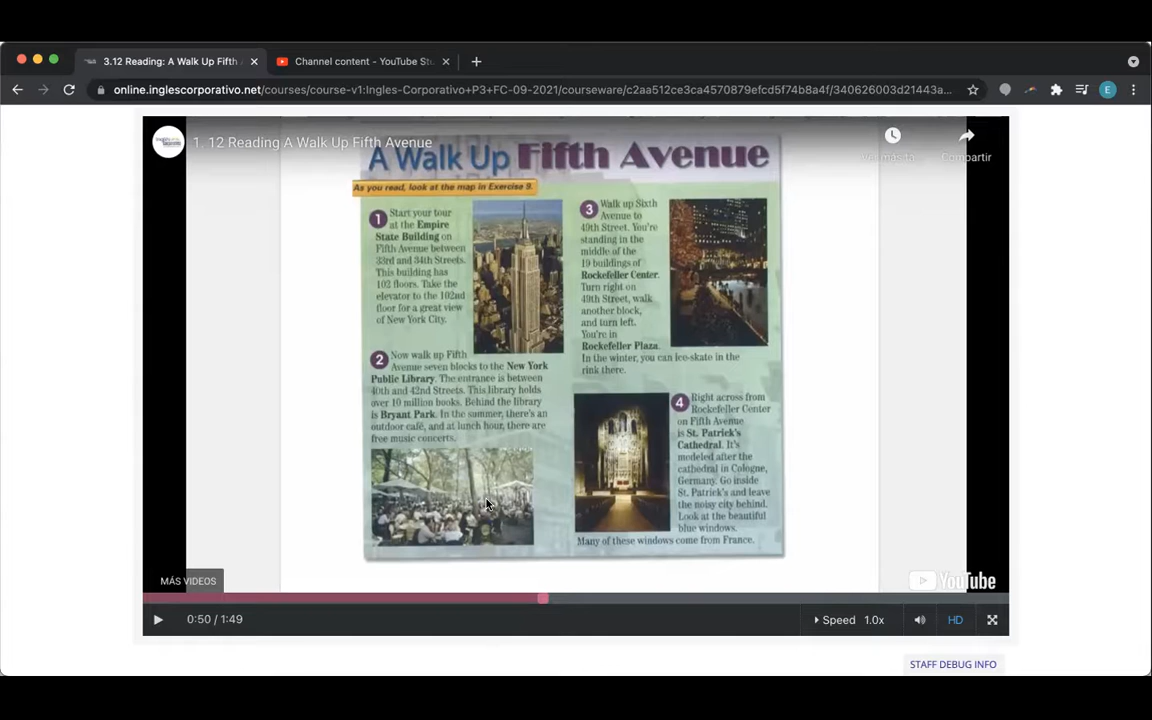 3.12 Reading: A Walk Up Fifth
Channel content - YouTube Stu
online.inglescorporativo.net/courses/course-v1:Ingles-Corporativo+P3+FC-09-2021/courseware/c2aa512ce3ca4570879efcd5f74b8a4f/340626003d21443a...
E
1. 12 Reading A Walk Up Fifth Avenue
Ver más ta...
Compartir
A Walk Up Fifth Avenue
As you read, look at the map in Exercise 9.
1 Start your tour
at the Empire
State Building on
Fifth Avenue between
33rd and 34th Streets.
This building has
102 floors. Take the
elevator to the 102nd
floor for a great view
of New York City.
2 Now walk up Fifth
Avenue seven blocks to the New York
Public Library. The entrance is between
40th and 42nd Streets. This library holds
over 10 million books. Behind the library
is Bryant Park. In the summer, there's an
outdoor café, and at lunch hour, there are
free music concerts.
3 Walk up Sixth
Avenue to
49th Street. You're
standing in the
middle of the
19 buildings of
Rockefeller Center.
Turn right on
49th Street, walk
another block,
and turn left.
You're in
Rockefeller Plaza.
In the winter, you can ice-skate in the
rink there.
4 Right across from
Rockefeller Center
on Fifth Avenue
is St. Patrick's
Cathedral. It's
modeled after the
cathedral in Cologne,
Germany. Go inside
St. Patrick's and leave
the noisy city behind.
Look at the beautiful
blue windows.
Many of these windows come from France.
MÁS VIDEOS
YouTube
0:50 / 1:49
Speed 1.0x
HD
STAFF DEBUG INFO